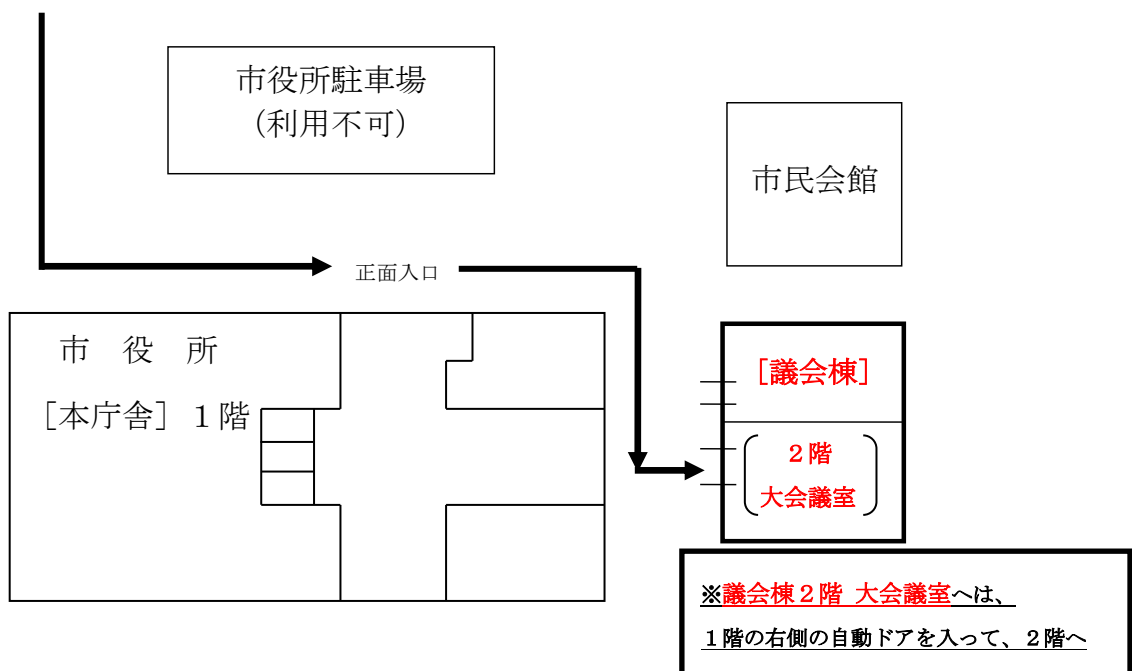 市役所駐車場
（利用不可）
市民会館
正面入口
市　役　所
［本庁舎］１階
［議会棟］
２階
大会議室
※議会棟２階 大会議室へは、
１階の右側の自動ドアを入って、２階へ